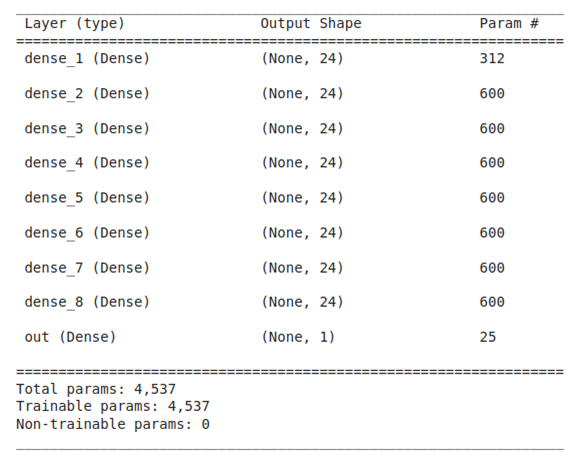 Layer (type) Output Shape Param #
dense_1 (Dense) (None, 24) 312
dense_2 (Dense) (None, 24) 600
dense_3 (Dense) (None, 24) 600
dense_4 (Dense) (None, 24) 600
dense_5 (Dense) (None, 24) 600
dense_6 (Dense) (None, 24) 600
dense_7 (Dense) (None, 24) 600
dense_8 (Dense) (None, 24) 600
out (Dense) (None, 1) 25
Total params: 4,537
Trainable params: 4,537
Non-trainable params: 0